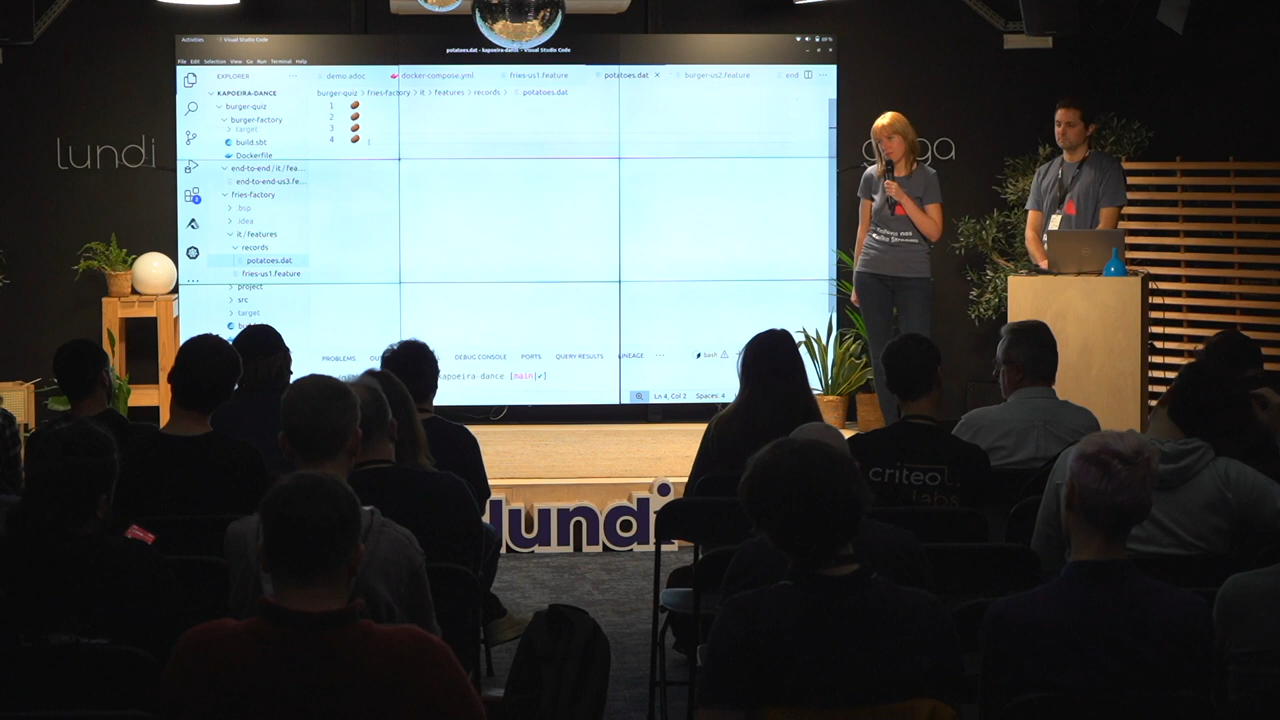 Activities
Visual Studio Code
potatoes.dat - kapoeira-dance - Visual Studio Code
File Edit Selection View Go Run Terminal Help
EXPLORER
demo.adoc
docker-compose.yml
fries-us1.feature
potatoes.dat
burger-us2.feature
end
KAPOEIRA-DANCE
burger-quiz > fries-factory > it > features > records > potatoes.dat
burger-quiz
burger-factory
target
build.sbt
Dockerfile
end-to-end / it / fea...
end-to-end-us3.fe...
fries-factory
.bsp
.idea
it / features
records
potatoes.dat
fries-us1.feature
project
src
target
1
2
3
4
PROBLEMS
DEBUG CONSOLE
PORTS
QUERY RESULTS
LINEAGE
bash
kapoeira-dance [main|✔]
Ln 4, Col 2
Spaces: 4
lundi
lundi
criteo
labs